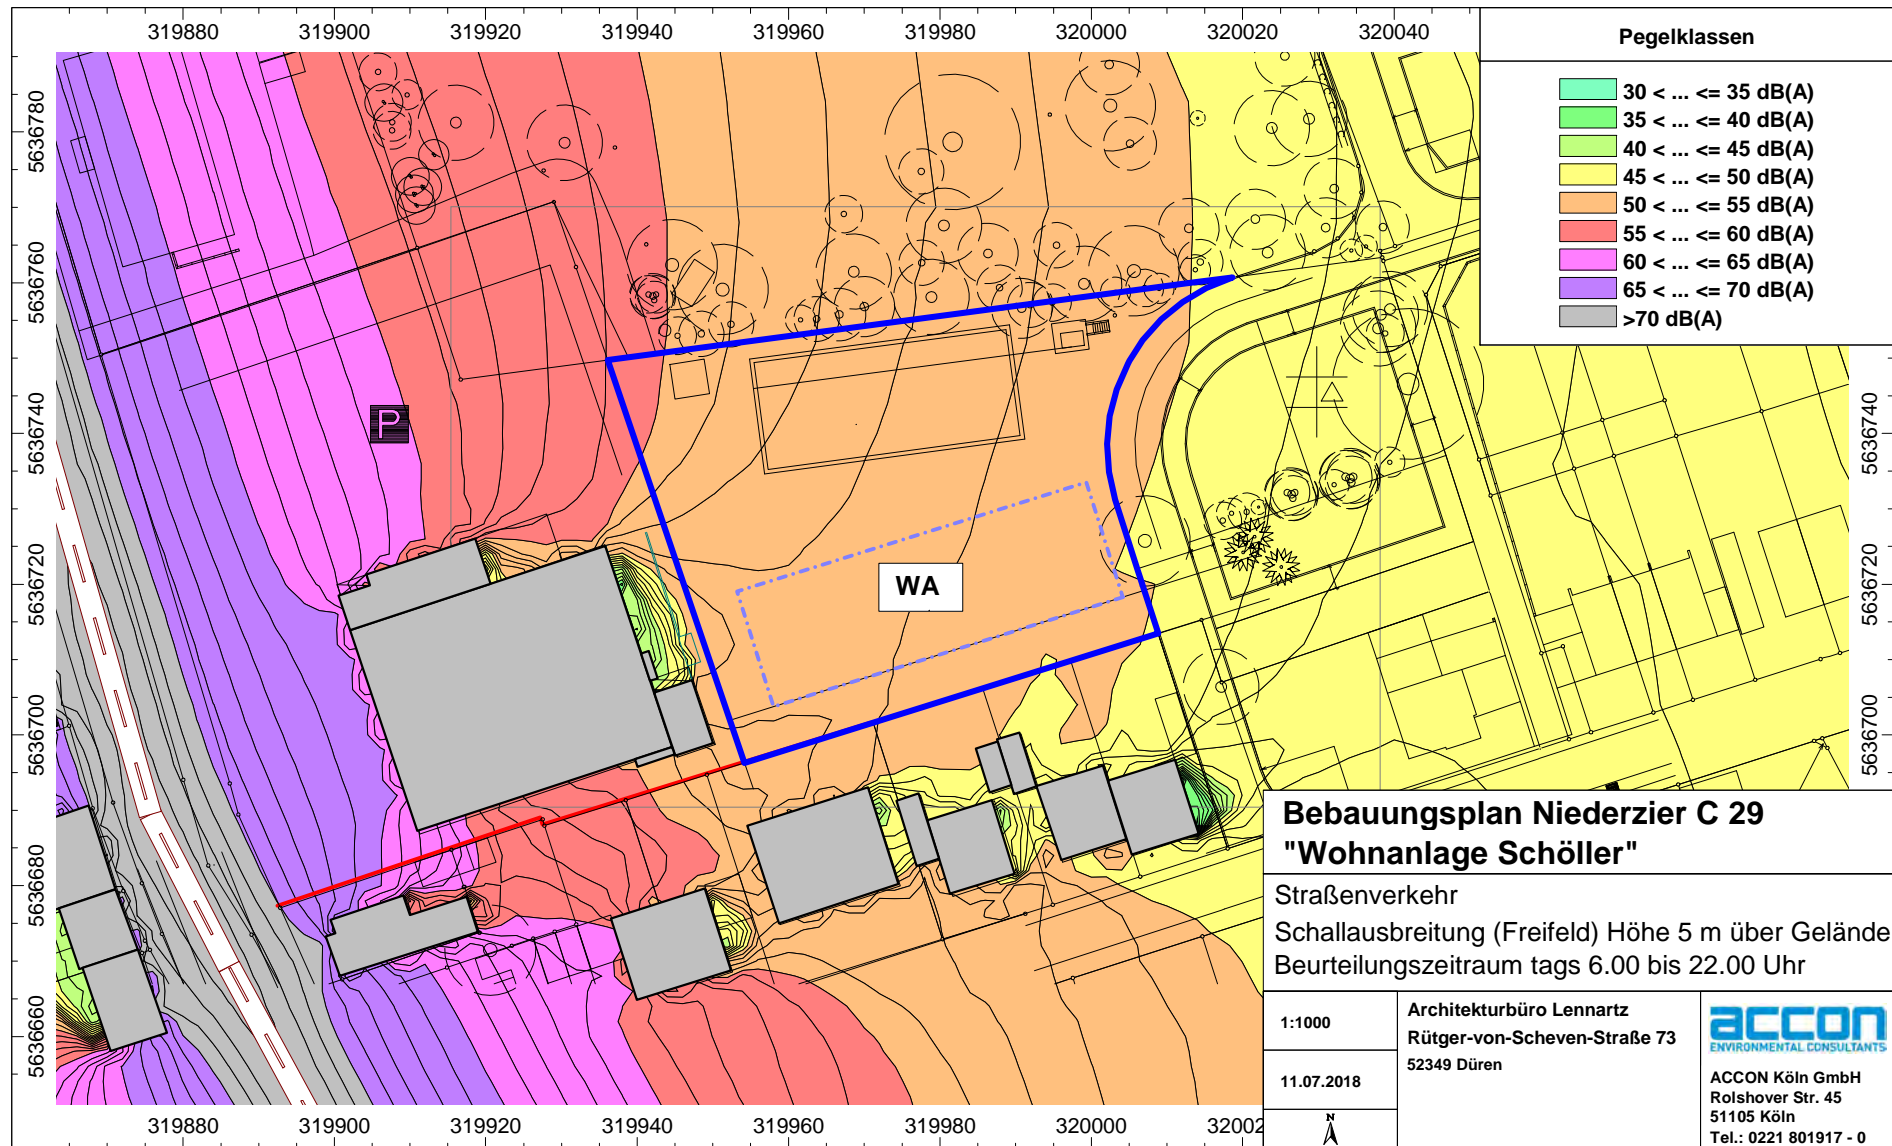 319880 319900 319920 319940 319960 319980 320000 320020 320040
Pegelklassen
30 < ... <= 35 dB(A)
35 < ... <= 40 dB(A)
40 < ... <= 45 dB(A)
45 < ... <= 50 dB(A)
50 < ... <= 55 dB(A)
55 < ... <= 60 dB(A)
60 < ... <= 65 dB(A)
65 < ... <= 70 dB(A)
>70 dB(A)
5636780
5636760
5636740
5636720
5636700
5636680
5636660
5636740
5636720
5636700
P
WA
Bebauungsplan Niederzier C 29
"Wohnanlage Schöller"
Straßenverkehr
Schallausbreitung (Freifeld) Höhe 5 m über Gelände
Beurteilungszeitraum tags 6.00 bis 22.00 Uhr
1:1000
11.07.2018
N
Architekturbüro Lennartz
Rütger-von-Scheven-Straße 73
52349 Düren
accon
ENVIRONMENTAL CONSULTANTS
ACCON Köln GmbH
Rolshover Str. 45
51105 Köln
Tel.: 0221 801917 - 0
319880 319900 319920 319940 319960 319980 320000 32002